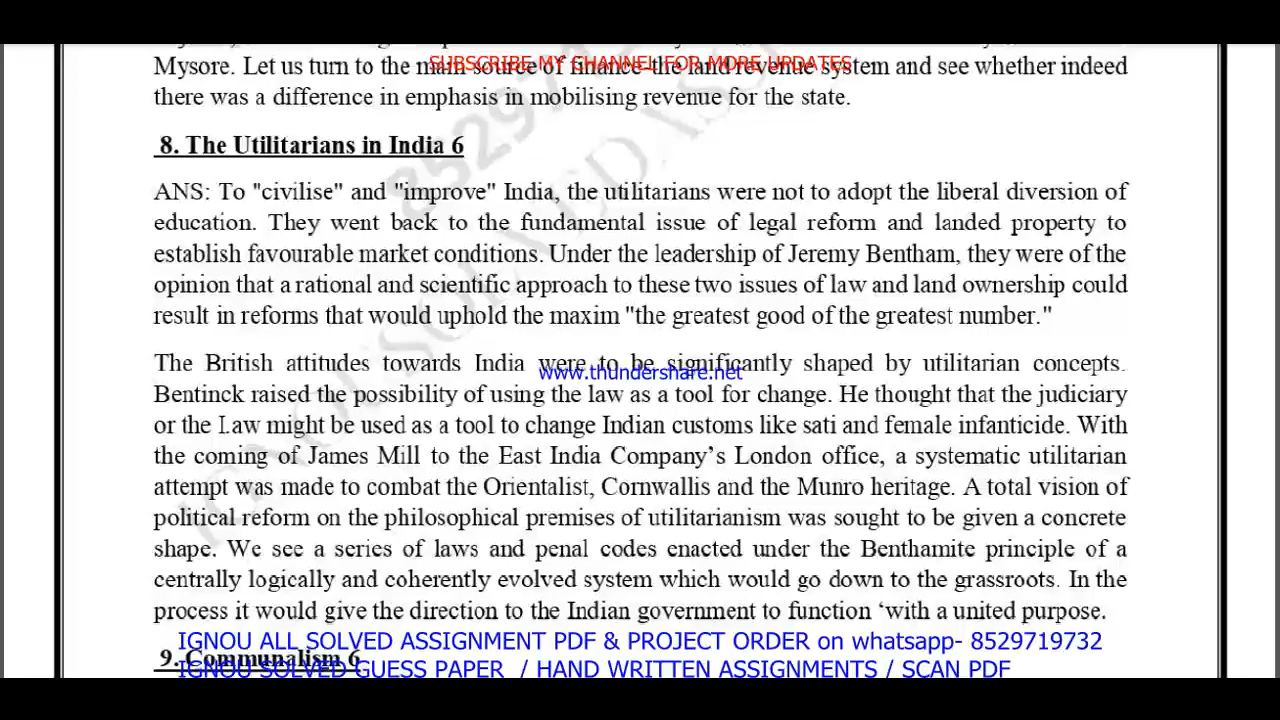 SUBSCRIBE MY CHANNEL FOR MORE UPDATES
Mysore. Let us turn to the main source of finance-the land revenue system and see whether indeed
there was a difference in emphasis in mobilising revenue for the state.
8. The Utilitarians in India 6
ANS: To "civilise" and "improve" India, the utilitarians were not to adopt the liberal diversion of
education. They went back to the fundamental issue of legal reform and landed property to
establish favourable market conditions. Under the leadership of Jeremy Bentham, they were of the
opinion that a rational and scientific approach to these two issues of law and land ownership could
result in reforms that would uphold the maxim "the greatest good of the greatest number."
The British attitudes towards India were to be significantly shaped by utilitarian concepts.
www.thundershare.net
Bentinck raised the possibility of using the law as a tool for change. He thought that the judiciary
or the Law might be used as a tool to change Indian customs like sati and female infanticide. With
the coming of James Mill to the East India Company’s London office, a systematic utilitarian
attempt was made to combat the Orientalist, Cornwallis and the Munro heritage. A total vision of
political reform on the philosophical premises of utilitarianism was sought to be given a concrete
shape. We see a series of laws and penal codes enacted under the Benthamite principle of a
centrally logically and coherently evolved system which would go down to the grassroots. In the
process it would give the direction to the Indian government to function ‘with a united purpose.
IGNOU ALL SOLVED ASSIGNMENT PDF & PROJECT ORDER on whatsapp- 8529719732
9. Communalism 6
IGNOU SOLVED GUESS PAPER / HAND WRITTEN ASSIGNMENTS / SCAN PDF